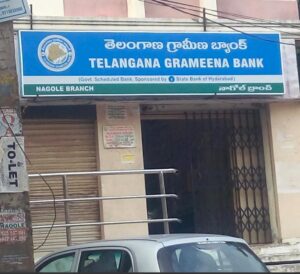 తెలంగాణ గ్రామీణ బ్యాంక్
TELANGANA GRAMEENA BANK
(Govt. Scheduled Bank, Sponsored by State Bank of Hyderabad)
NAGOLE BRANCH
నాగోల్ బ్రాంచ్
TO-LET